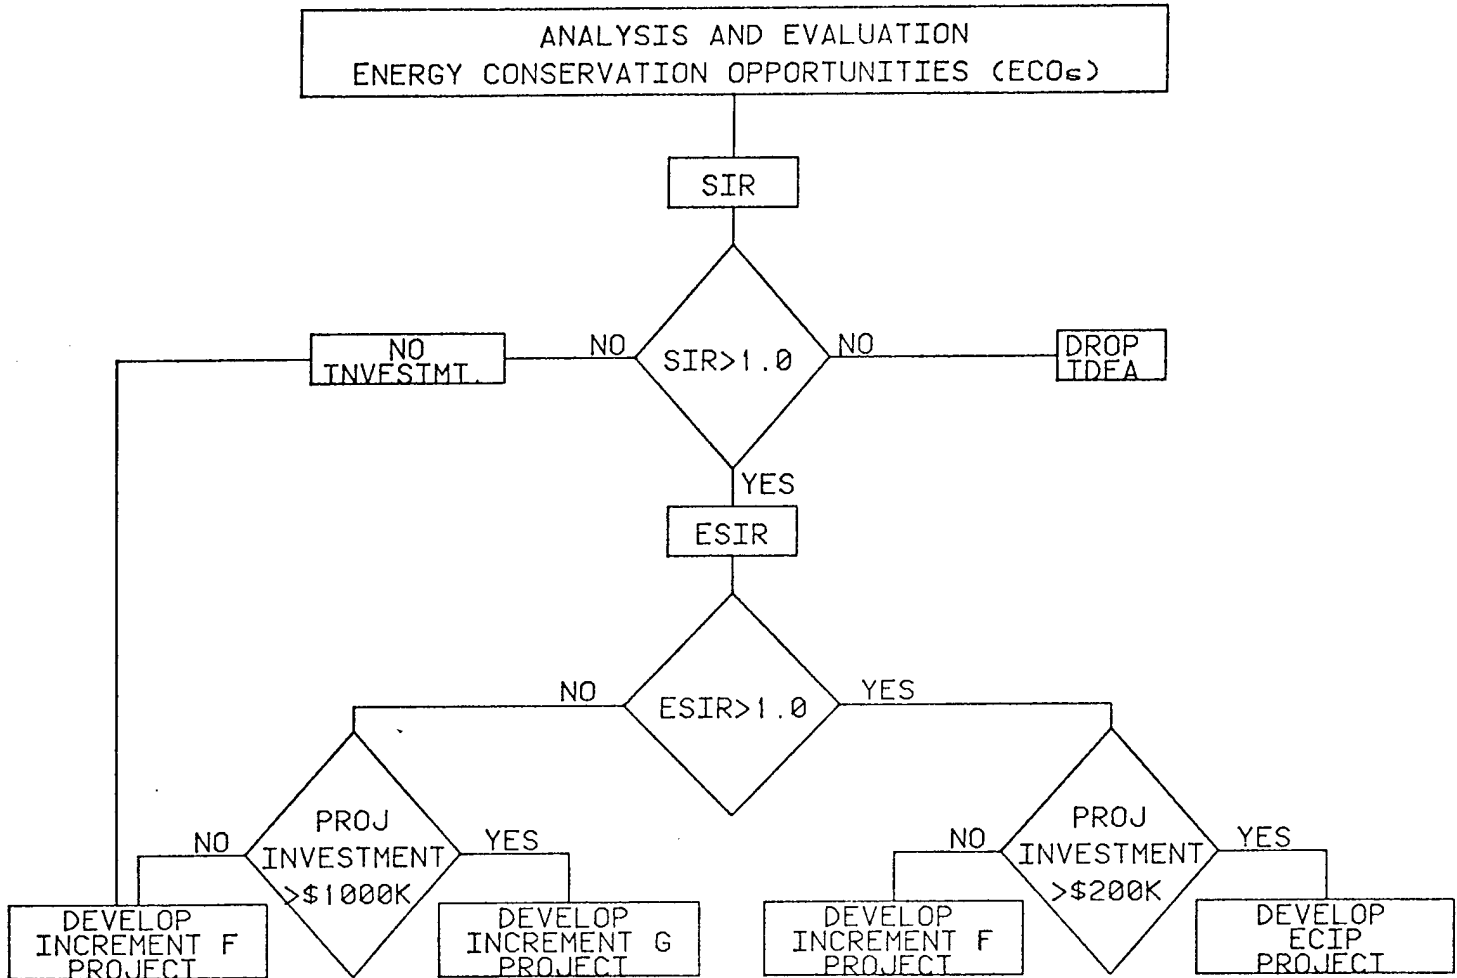 ANALYSIS AND EVALUATION
ENERGY CONSERVATION OPPORTUNITIES (ECOs)
SIR
NO
INVESTMT.
NO
SIR>1.0
NO
DROP
IDEA
YES
ESIR
NO
ESIR>1.0
YES
NO
PROJ
INVESTMENT
>$1000K
YES
NO
PROJ
INVESTMENT
>$200K
YES
DEVELOP
INCREMENT F
PROJECT
DEVELOP
INCREMENT G
PROJECT
DEVELOP
INCREMENT F
PROJECT
DEVELOP
ECIP
PROJECT